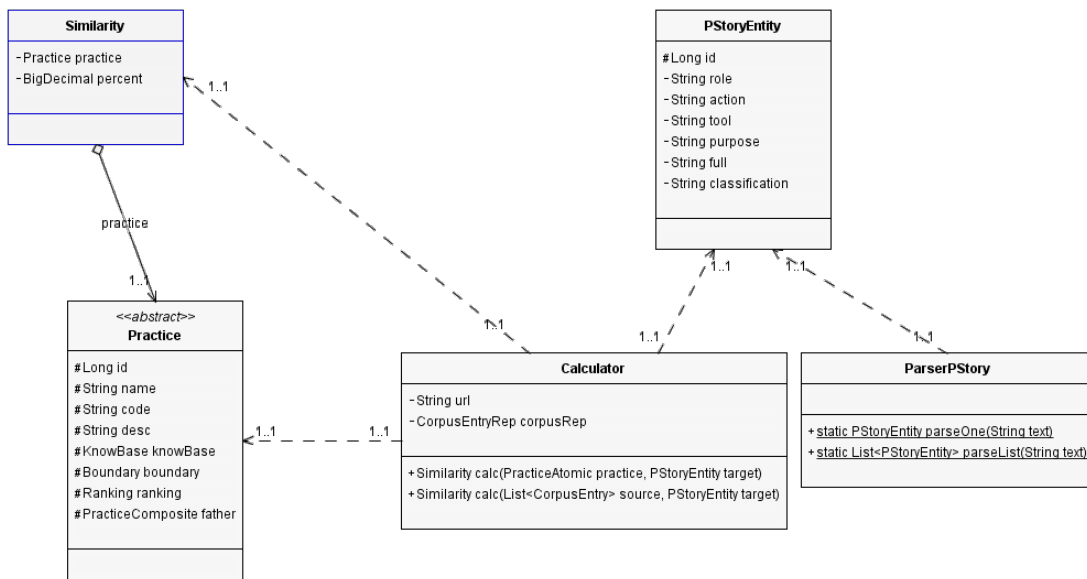 Similarity
-Practice practice
-BigDecimal percent
PStoryEntity
#Long id
-String role
-String action
-String tool
-String purpose
-String full
-String classification
1..1
practice
1..1
1..1
1..1
1..1
1..1
1..1
<<abstract>>
Practice
#Long id
#String name
#String code
#String desc
#KnowBase knowBase
#Boundary boundary
#Ranking ranking
#PracticeComposite father
1..1
1..1
Calculator
-String url
-CorpusEntryRep corpusRep
+Similarity calc(PracticeAtomic practice, PStoryEntity target)
+Similarity calc(List<CorpusEntry> source, PStoryEntity target)
ParserPStory
+static PStoryEntity parseOne(String text)
+static List<PStoryEntity> parseList(String text)